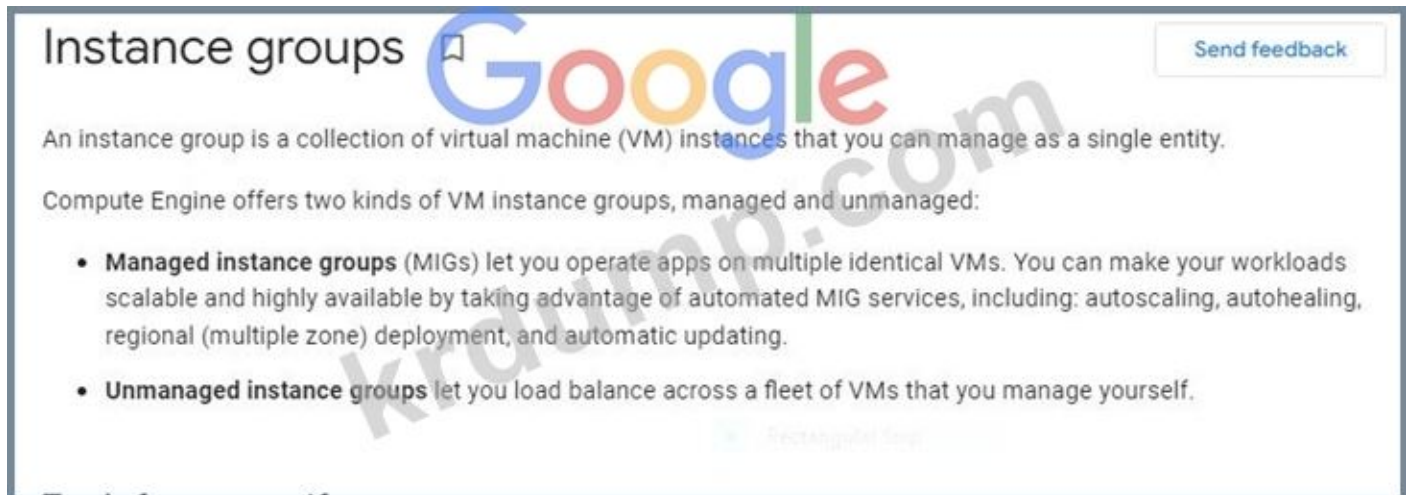 Instance groups
Google
Send feedback
An instance group is a collection of virtual machine (VM) instances that you can manage as a single entity.
Compute Engine offers two kinds of VM instance groups, managed and unmanaged:
• Managed instance groups (MIGs) let you operate apps on multiple identical VMs. You can make your workloads
scalable and highly available by taking advantage of automated MIG services, including: autoscaling, autohealing,
regional (multiple zone) deployment, and automatic updating.
• Unmanaged instance groups let you load balance across a fleet of VMs that you manage yourself.
krdump.com